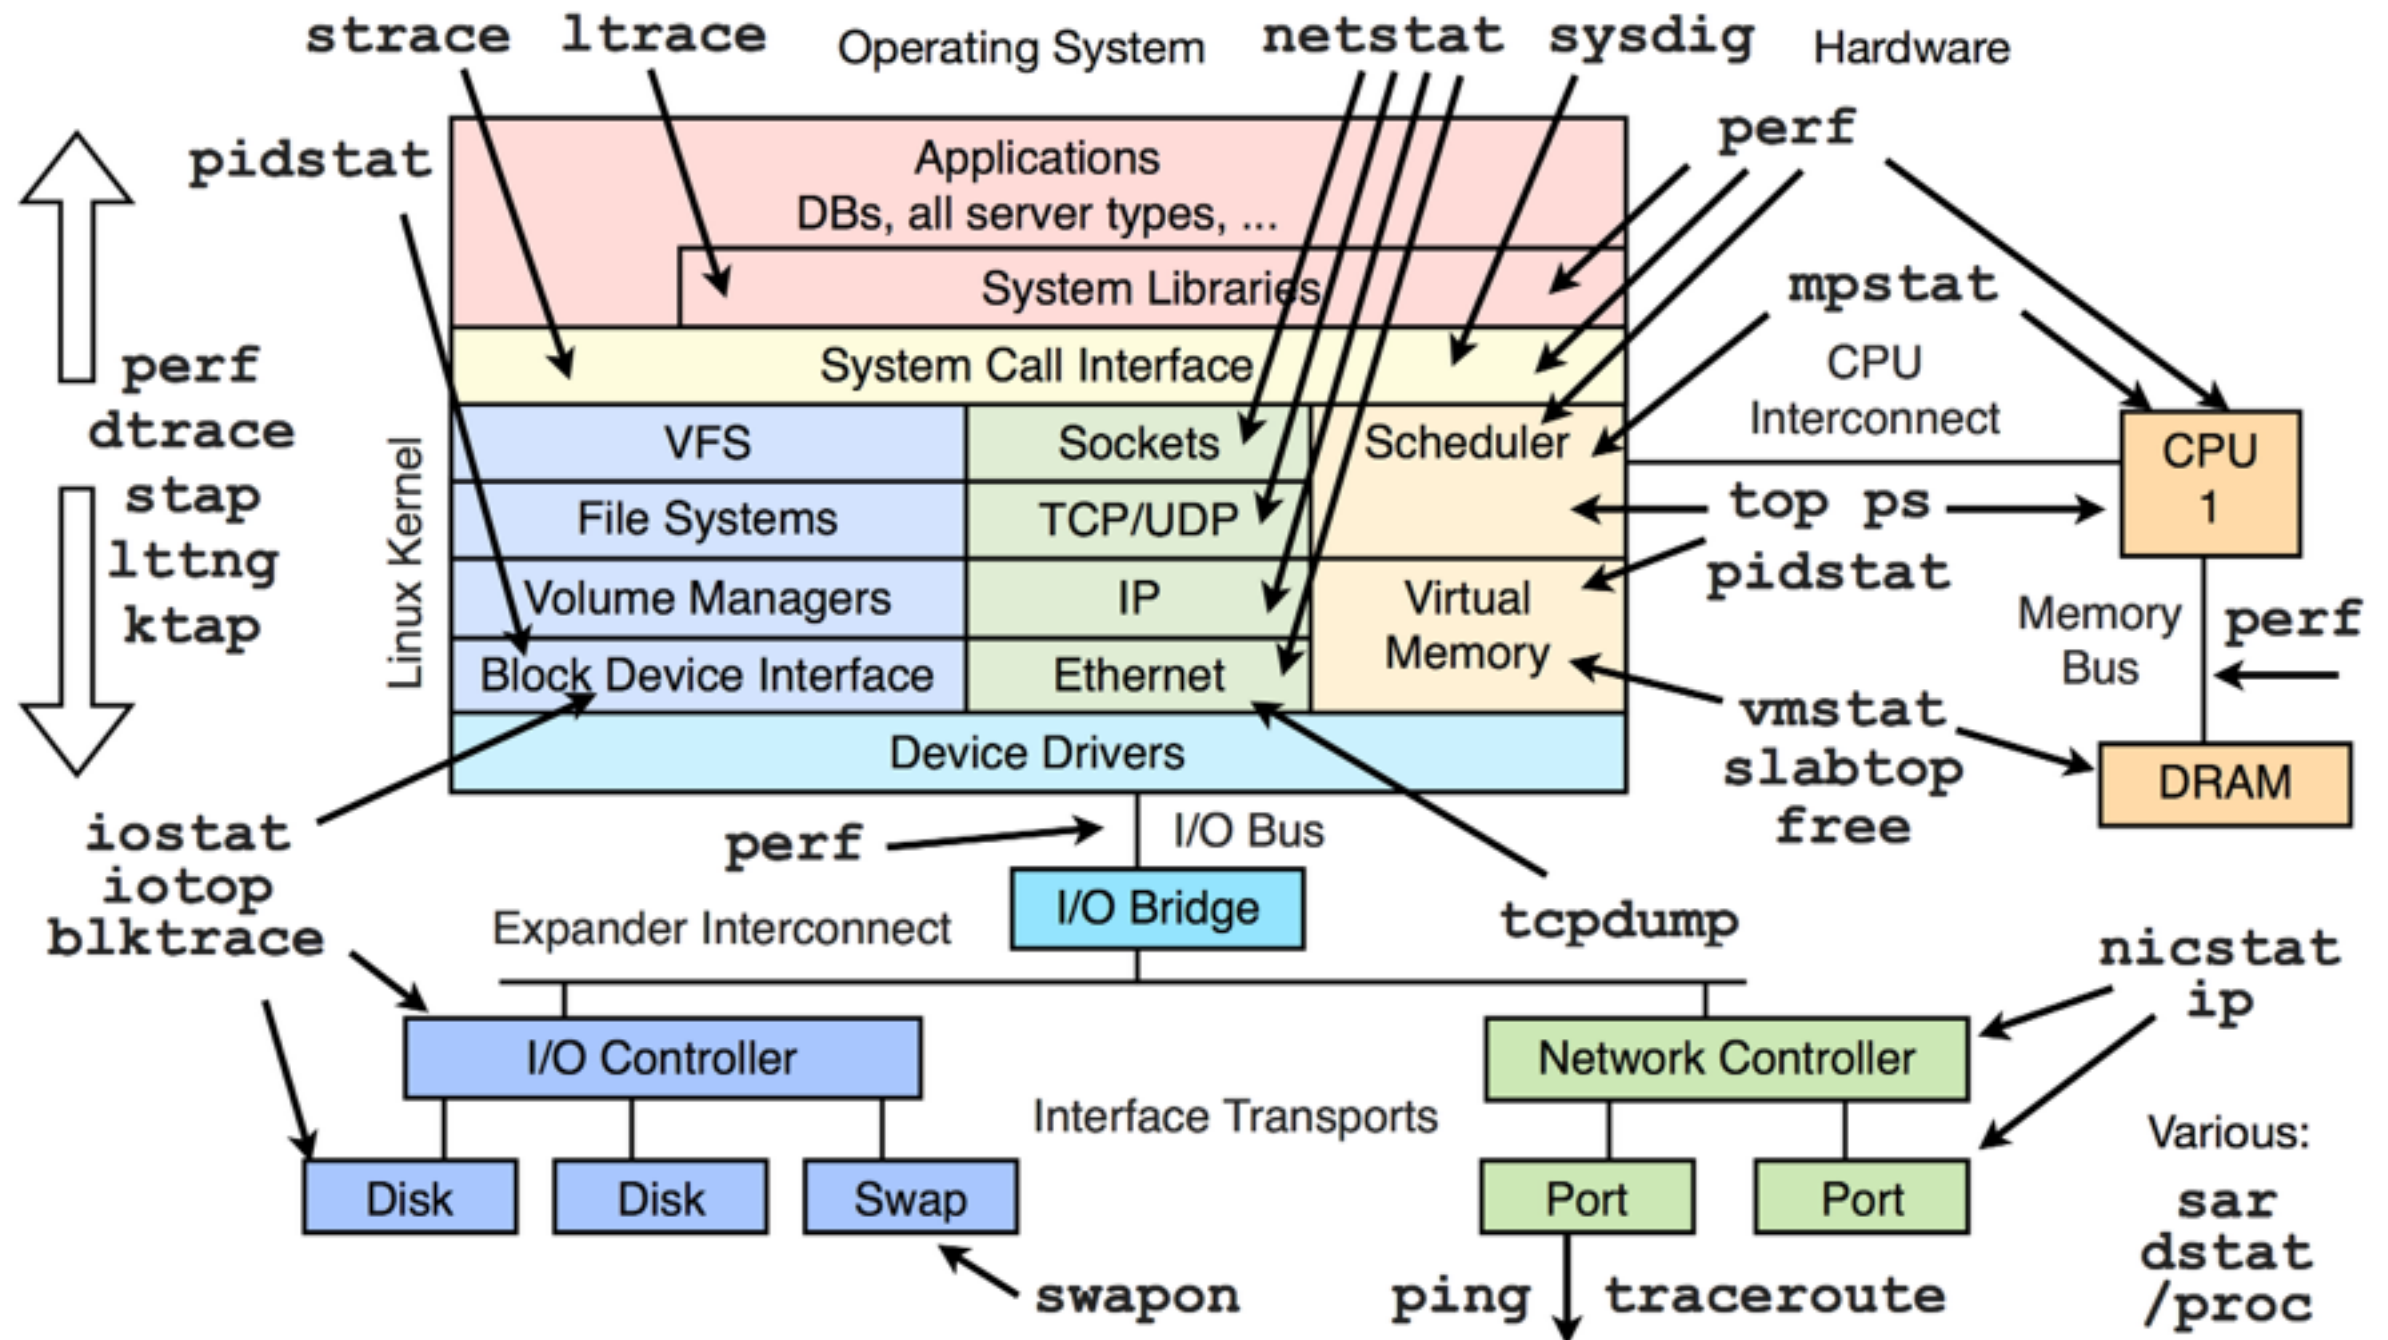 strace ltrace Operating System netstat sysdig Hardware
perf
pidstat
Applications
DBs, all server types, ...
System Libraries
mpstat
System Call Interface
CPU
Interconnect
perf
dtrace
stap
lttng
ktap
Linux Kernel
VFS
Sockets
Scheduler
File Systems
TCP/UDP
Volume Managers
IP
Virtual
Memory
Block Device Interface
Ethernet
Device Drivers
CPU
1
top ps
pidstat
Memory
Bus
perf
vmstat
slabtop
free
DRAM
iostat
iotop
blktrace
perf
I/O Bus
I/O Bridge
Expander Interconnect
tcpdump
nicstat
ip
I/O Controller
Network Controller
Interface Transports
Disk
Disk
Swap
Port
Port
Various:
sar
dstat
/proc
swapon
ping traceroute